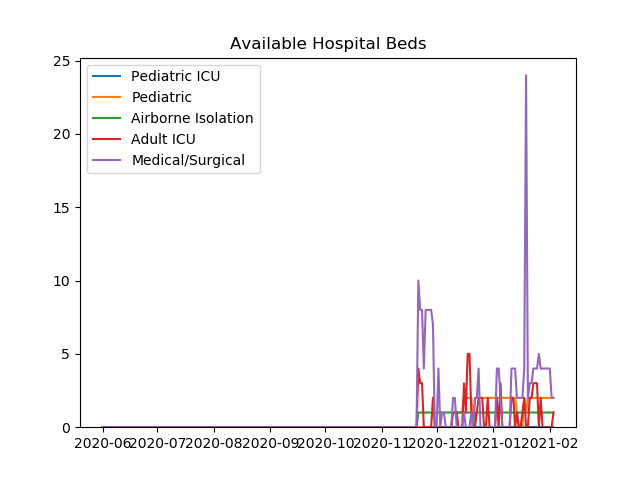 Available Hospital Beds
25
20
15
10
5
0
Pediatric ICU
Pediatric
Airborne Isolation
Adult ICU
Medical/Surgical
2020-06 2020-07 2020-08 2020-09 2020-10 2020-11 2020-12 2021-01 2021-02